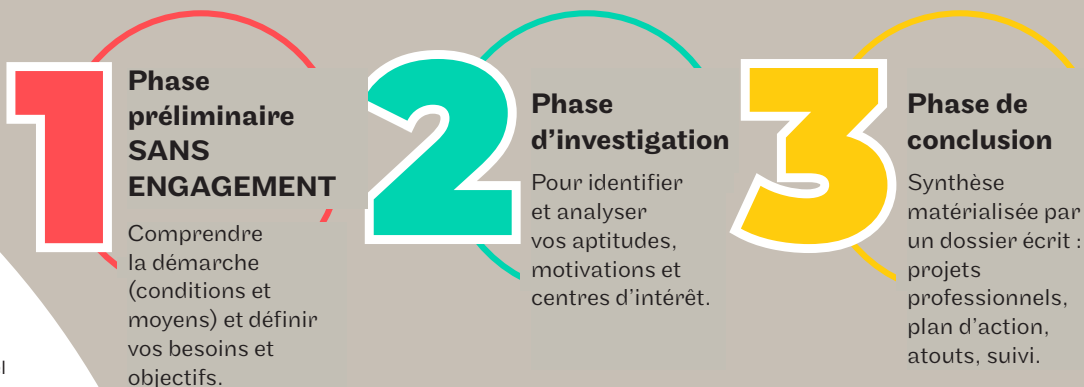 1
Phase
préliminaire
SANS
ENGAGEMENT
Comprendre
la démarche
(conditions et
moyens) et définir
vos besoins et
objectifs.
2
Phase
d’investigation
Pour identifier
et analyser
vos aptitudes,
motivations et
centres d’intérêt.
3
Phase de
conclusion
Synthèse
matérialisée par
un dossier écrit :
projets
professionnels,
plan d’action,
atouts, suivi.